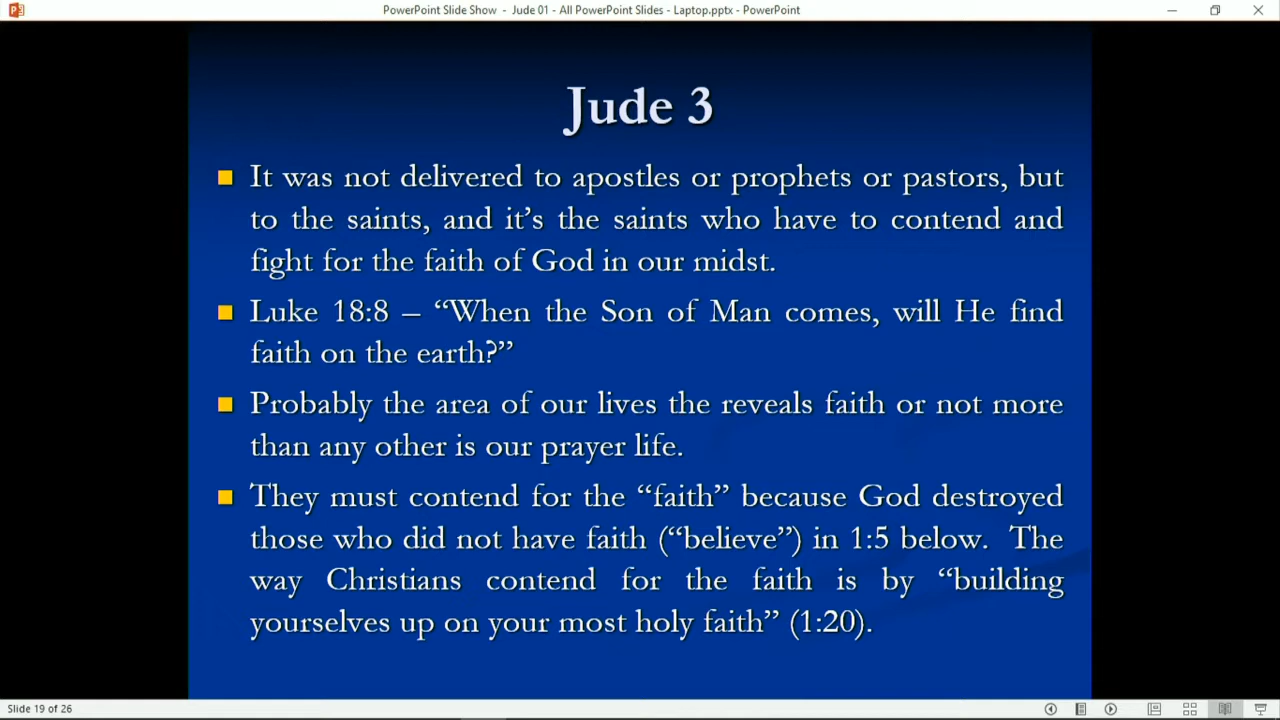 PowerPoint Slide Show - Jude 01 - All PowerPoint Slides - Laptop.pptx - PowerPoint
Jude 3
It was not delivered to apostles or prophets or pastors, but
to the saints, and it’s the saints who have to contend and
fight for the faith of God in our midst.
Luke 18:8 – “When the Son of Man comes, will He find
faith on the earth?”
Probably the area of our lives the reveals faith or not more
than any other is our prayer life.
They must contend for the “faith” because God destroyed
those who did not have faith (“believe”) in 1:5 below. The
way Christians contend for the faith is by “building
yourselves up on your most holy faith” (1:20).
Slide 19 of 26